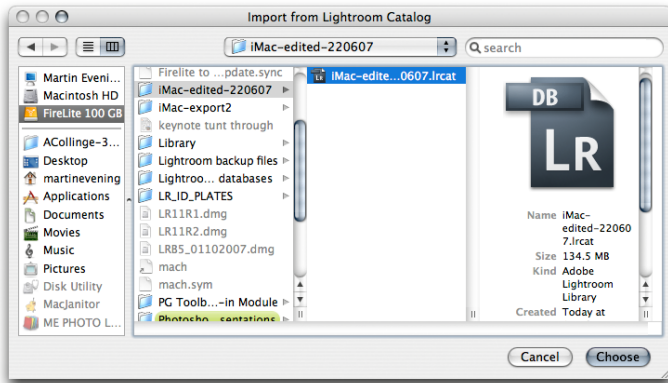 Import from Lightroom Catalog
iMac-edited-220607
search
Martin Eveni...
Macintosh HD
FireLite 100 GB
ACollinge-3...
Desktop
martinevening
Applications
Documents
Movies
Music
Pictures
Disk Utility
MacJanitor
ME PHOTO L...
Firelite to ...pdate.sync
iMac-edited-220607
iMac-export2
keynote tunt through
Library
Lightroom backup files
Lightroo... databases
LR_ID_PLATES
LR11R1.dmg
LR11R2.dmg
LRB5_01102007.dmg
mach
mach.sym
PG Toolb...-in Module
Photosho...sentations
iMac-edite...0607.lrcat
DB
LR
Name iMac-
edited-22060
7.lrcat
Size 134.5 MB
Kind Adobe
Lightroom
Library
Created Today at
Cancel
Choose